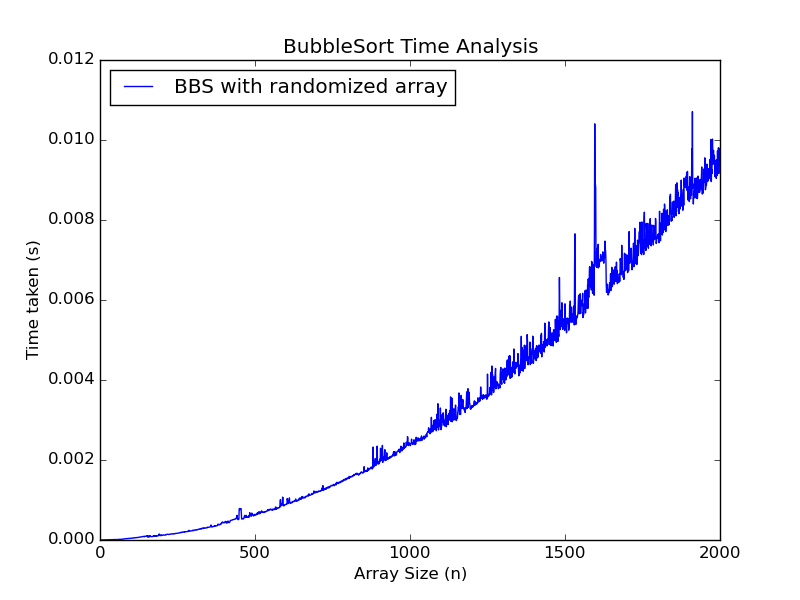 BubbleSort Time Analysis
0.012
BBS with randomized array
0.010
0.008
Time taken (s)
0.006
0.004
0.002
0.000
0 500 1000 1500 2000
Array Size (n)